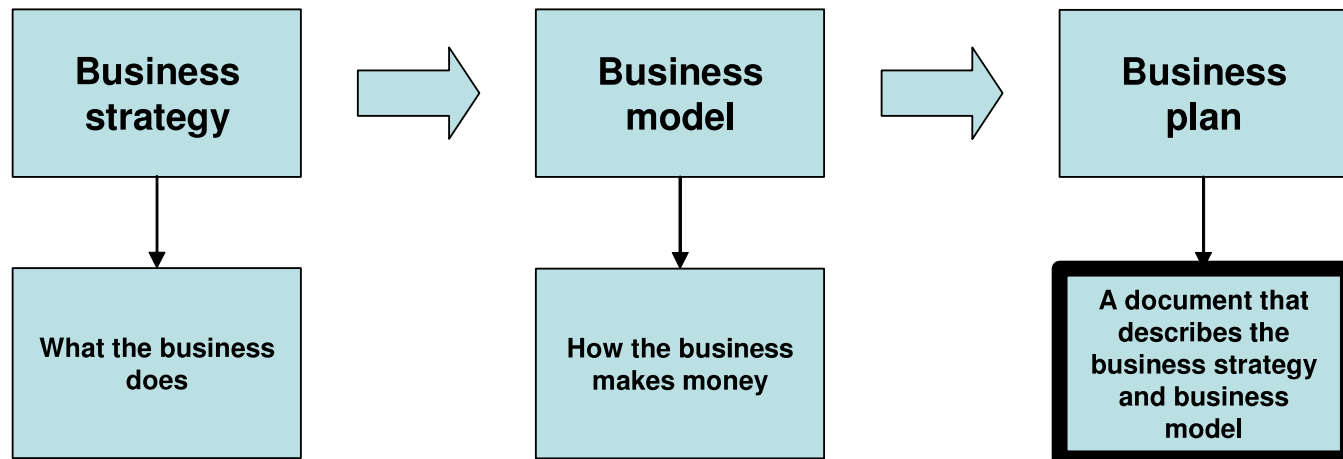 Business
strategy
Business
model
Business
plan
What the business
does
How the business
makes money
A document that
describes the
business strategy
and business
model